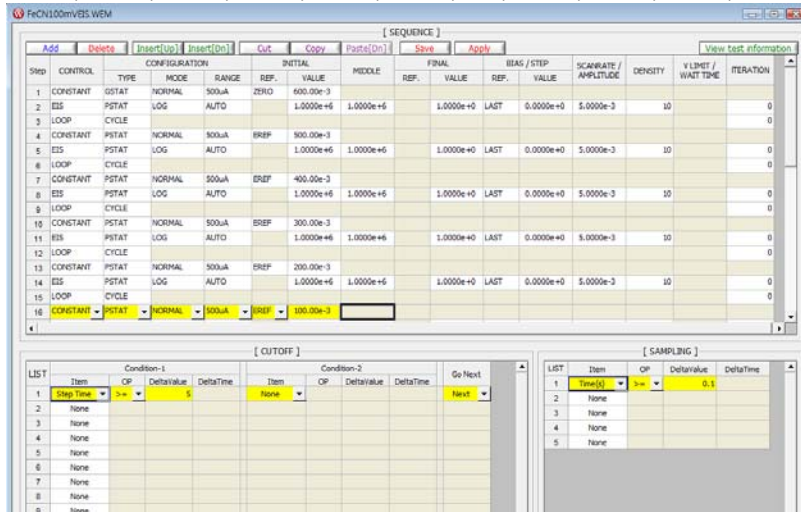 FeCN100mVEIS.WEM
[ SEQUENCE ]
Add Delete Insert[Up] Insert[Dn] Cut Copy Paste[Dn] Save Apply View test information
Step CONTROL CONFIGURATION INITIAL MIDDLE FINAL BIAS / STEP SCANRATE / AMPLITUDE DENSITY V LIMIT / WAIT TIME ITERATION
TYPE MODE RANGE REF. VALUE REF. VALUE REF. VALUE
1 CONSTANT GSTAT NORMAL 500uA ZERO 600.00e-3
2 EIS PSTAT LOG AUTO 1.0000e+6 1.0000e+6 1.0000e+0 LAST 0.0000e+0 5.0000e-3 10 0
3 LOOP CYCLE 0
4 CONSTANT PSTAT NORMAL 500uA EREF 500.00e-3
5 EIS PSTAT LOG AUTO 1.0000e+6 1.0000e+6 1.0000e+0 LAST 0.0000e+0 5.0000e-3 10 0
6 LOOP CYCLE 0
7 CONSTANT PSTAT NORMAL 500uA EREF 400.00e-3
8 EIS PSTAT LOG AUTO 1.0000e+6 1.0000e+6 1.0000e+0 LAST 0.0000e+0 5.0000e-3 10 0
9 LOOP CYCLE 0
10 CONSTANT PSTAT NORMAL 500uA EREF 300.00e-3
11 EIS PSTAT LOG AUTO 1.0000e+6 1.0000e+6 1.0000e+0 LAST 0.0000e+0 5.0000e-3 10 0
12 LOOP CYCLE 0
13 CONSTANT PSTAT NORMAL 500uA EREF 200.00e-3
14 EIS PSTAT LOG AUTO 1.0000e+6 1.0000e+6 1.0000e+0 LAST 0.0000e+0 5.0000e-3 10 0
15 LOOP CYCLE 0
16 CONSTANT PSTAT NORMAL 500uA EREF 100.00e-3
[ CUTOFF ]
LIST Condition-1 Condition-2 Go Next
Item OP DeltaValue DeltaTime Item OP DeltaValue DeltaTime
1 Step Time >= 5 None Next
2 None
3 None
4 None
5 None
6 None
7 None
8 None
9 None
[ SAMPLING ]
LIST Item OP DeltaValue DeltaTime
1 Time(s) >= 0.1
2 None
3 None
4 None
5 None